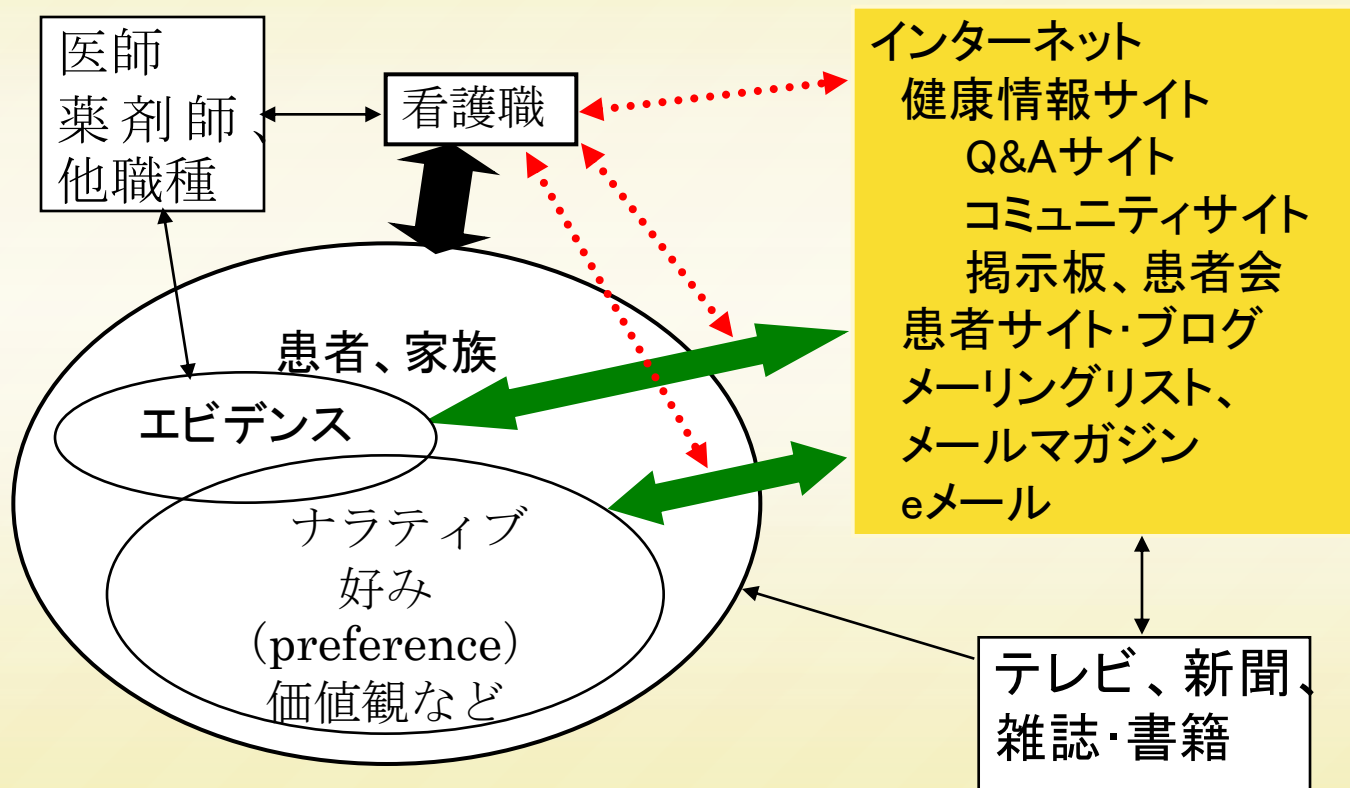 医師
薬剤師、
他職種
看護職
インターネット
健康情報サイト
Q&Aサイト
コミュニティサイト
掲示板、患者会
患者サイト・ブログ
メーリングリスト、
メールマガジン
eメール
患者、家族
エビデンス
ナラティブ
好み
(preference)
価値観など
テレビ、新聞、
雑誌・書籍